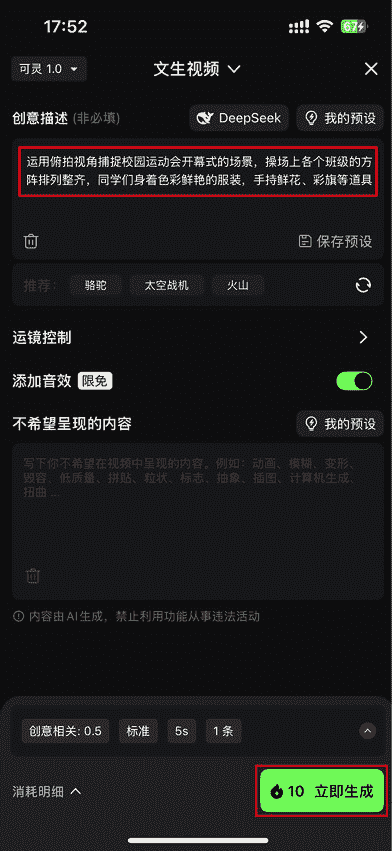 17:52
67
可灵 1.0
文生视频
创意描述 (非必填)
DeepSeek
我的预设
运用俯拍视角捕捉校园运动会开幕式的场景，操场上各个班级的方
阵排列整齐，同学们身着色彩鲜艳的服装，手持鲜花、彩旗等道具
保存预设
推荐：
骆驼
太空战机
火山
运镜控制
添加音效
限免
不希望呈现的内容
我的预设
写下你不希望在视频中呈现的内容。例如：动画、模糊、变形、
毁容、低质量、拼贴、粒状、标志、抽象、插图、计算机生成、
扭曲 ...
内容由AI生成，禁止利用功能从事违法活动
创意相关: 0.5
标准
5s
1 条
消耗明细
10 立即生成